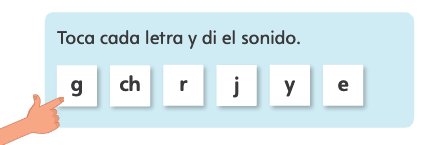 Toca cada letra y di el sonido.
g ch r j y e